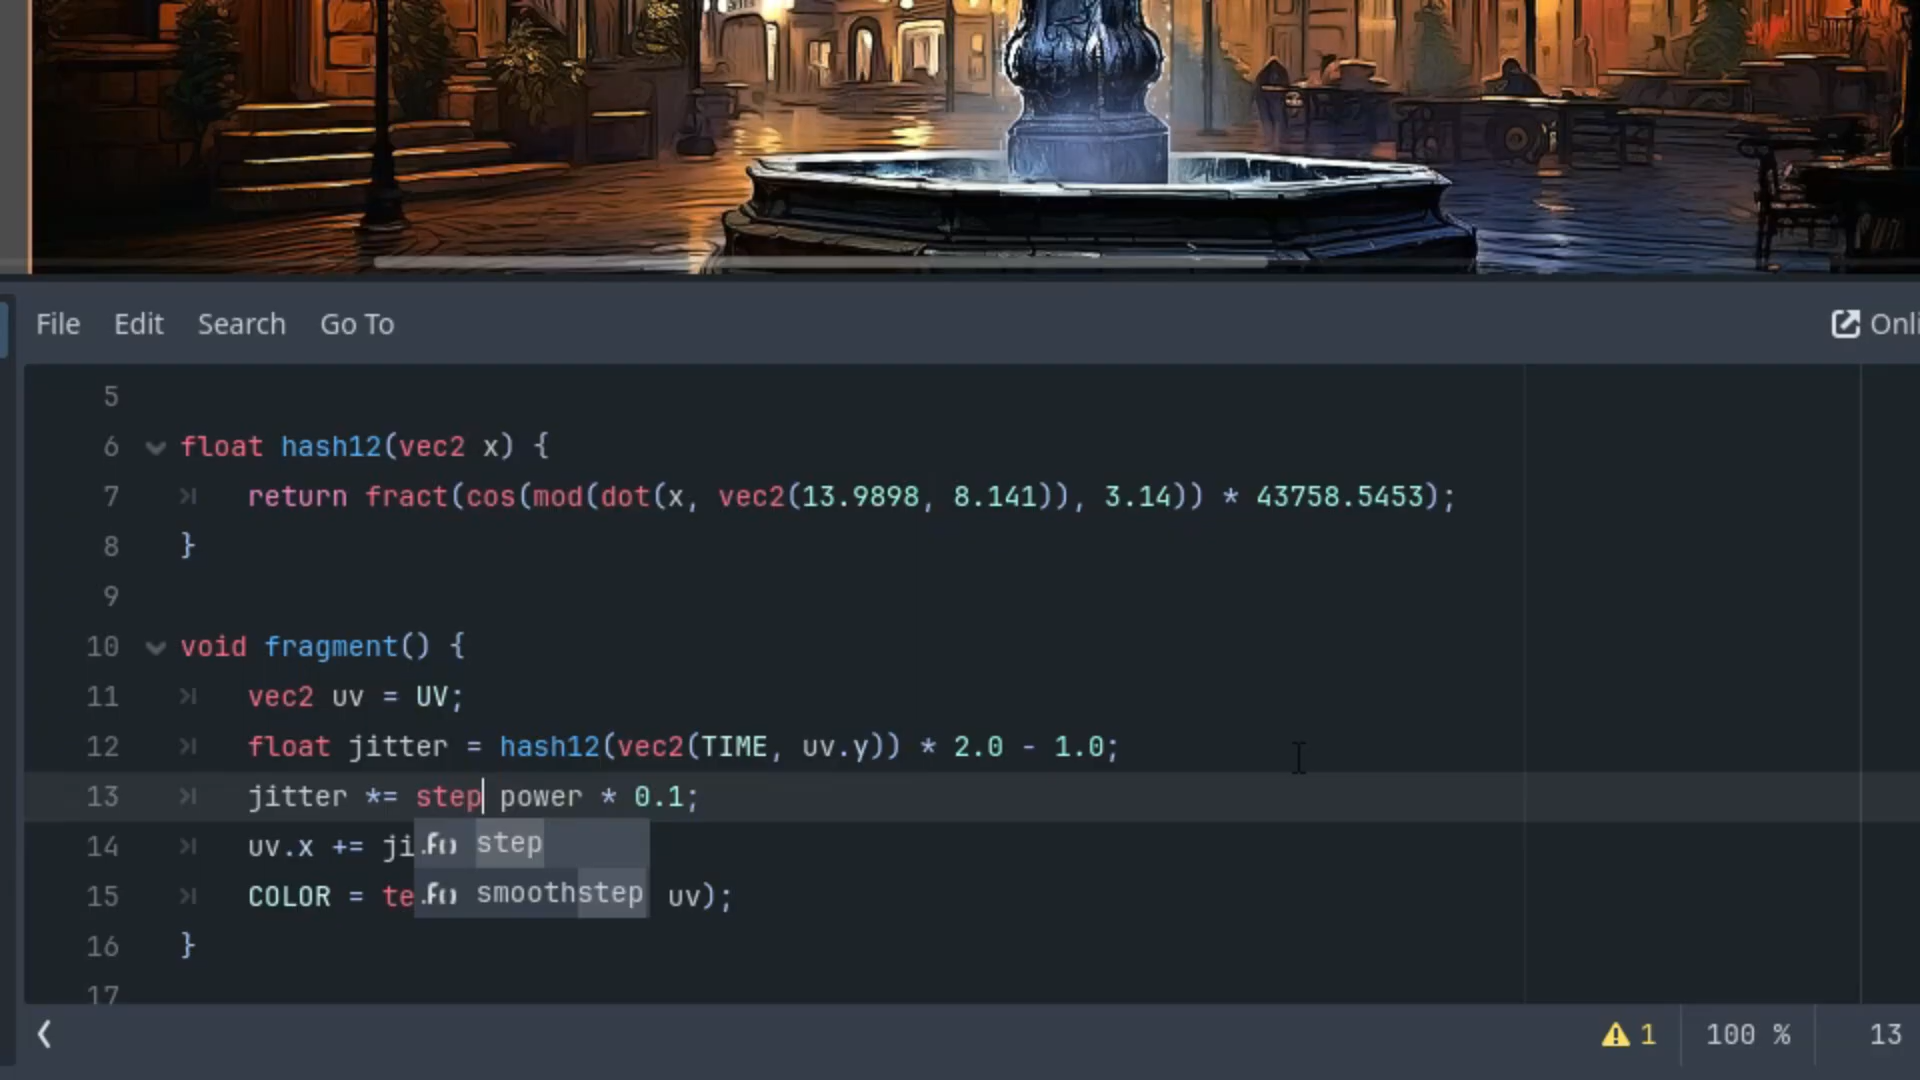 File Edit Search Go To Onli
5
6 float hash12(vec2 x) {
7 return fract(cos(mod(dot(x, vec2(13.9898, 8.141)), 3.14)) * 43758.5453);
8 }
9
10 void fragment() {
11 vec2 uv = UV;
12 float jitter = hash12(vec2(TIME, uv.y)) * 2.0 - 1.0;
13 jitter *= step power * 0.1;
14 uv.x += ji
step
15 COLOR = te uv);
smoothstep
16 }
17
1 100 % 13